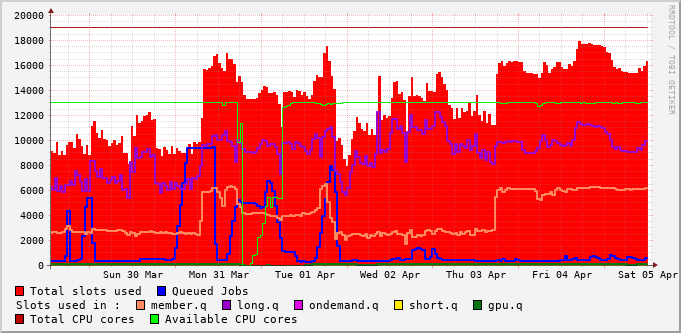 20000
18000
16000
14000
12000
10000
8000
6000
4000
2000
0
Sun 30 Mar Mon 31 Mar Tue 01 Apr Wed 02 Apr Thu 03 Apr Fri 04 Apr Sat 05 Apr
Total slots used Queued Jobs
Slots used in : member.q long.q ondemand.q short.q gpu.q
Total CPU cores Available CPU cores
RRDTOOL / TOBI OETIKER